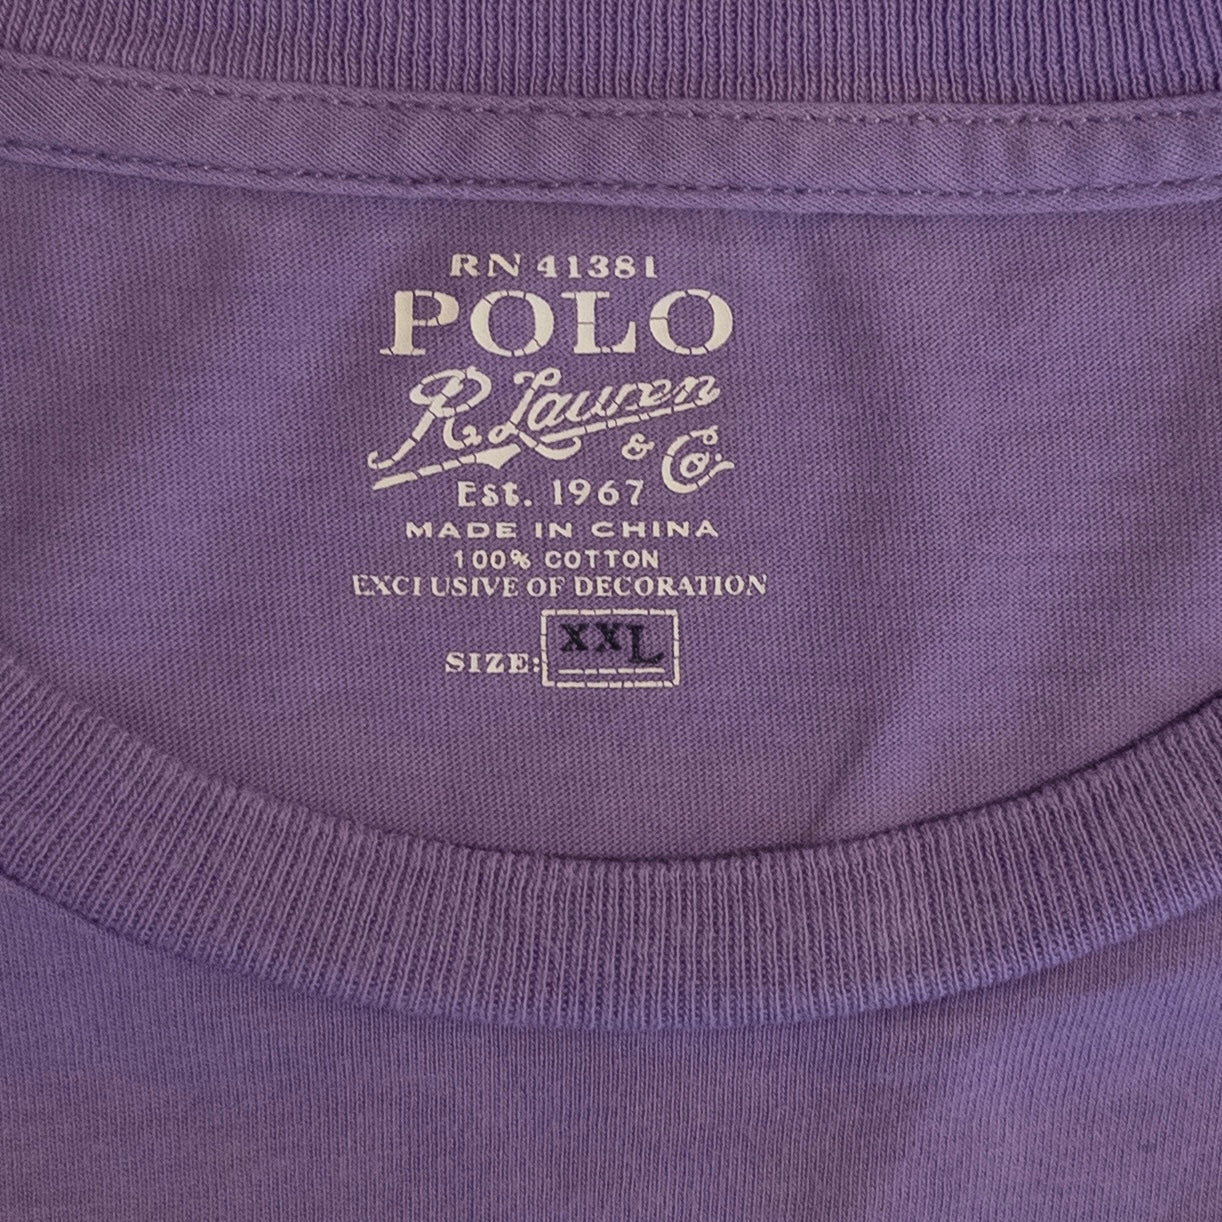 RN 41381
POLO
R. Lauren
& Co.
Est. 1967
MADE IN CHINA
100% COTTON
EXCLUSIVE OF DECORATION
SIZE: XXL